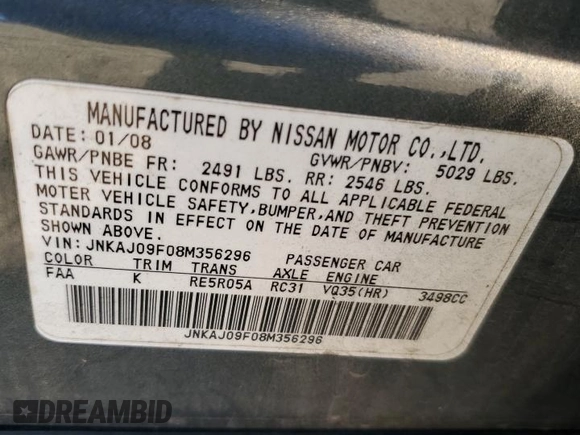 MANUFACTURED BY NISSAN MOTOR CO.,LTD.
DATE: 01/08 GVWR/PNBV: 5029 LBS.
GAWR/PNBE FR: 2491 LBS. RR: 2546 LBS.
THIS VEHICLE CONFORMS TO ALL APPLICABLE FEDERAL
MOTER VEHICLE SAFETY,BUMPER,AND THEFT PREVENTION
STANDARDS IN EFFECT ON THE DATE OF MANUFACTURE
SHOWN ABOVE.
VIN: JNKAJ09F08M356296 PASSENGER CAR
COLOR TRIM TRANS AXLE ENGINE
FAA K RE5R05A RC31 VQ35(HR) 3498CC
JNKAJ09F08M356296
DREAMBID